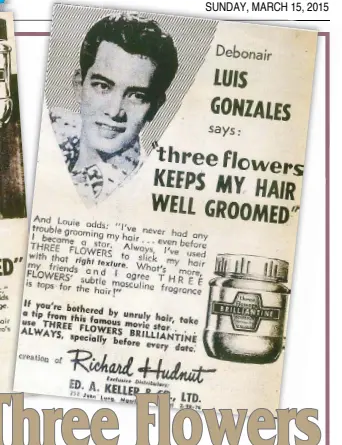 SUNDAY, MARCH 15, 2015
Debonair
LUIS
GONZALES
says:
"three flowers
KEEPS MY HAIR
WELL GROOMED"
And Louie adds: "I've never had any
trouble grooming my hair . . . even before
I became a star. Always, I've used
THREE FLOWERS to slick my hair
with that right texture. What's more,
my friends and I agree THREE
FLOWERS' subtle masculine fragrance
is tops for the hair!"
If you're bothered by unruly hair, take
a tip from this famous movie star . . .
use THREE FLOWERS BRILLIANTINE
ALWAYS, specially before every date.
creation of Richard Hudnut
Exclusive Distributors:
ED. A. KELLER & CO., LTD.
ED"
Three Flowers
BRILLIANTINE
Three Flowers